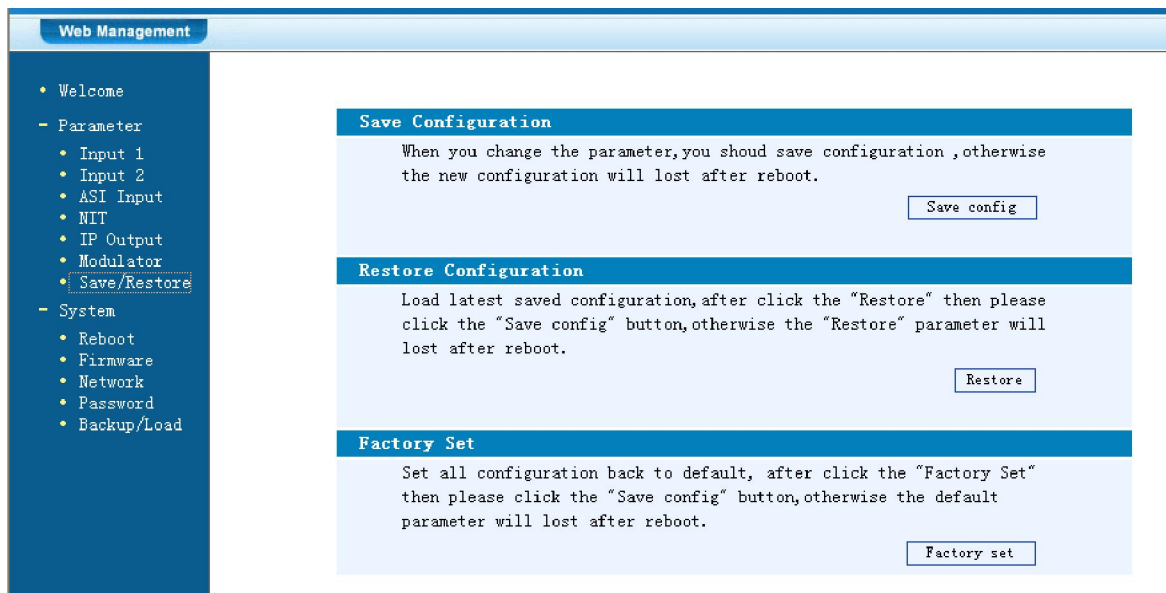 Web Management
Welcome
Parameter
Input 1
Input 2
ASI Input
NIT
IP Output
Modulator
Save/Restore
System
Reboot
Firmware
Network
Password
Backup/Load
Save Configuration
When you change the parameter,you shoud save configuration ,otherwise
the new configuration will lost after reboot.
Save config
Restore Configuration
Load latest saved configuration,after click the "Restore" then please
click the "Save config" button,otherwise the "Restore" parameter will
lost after reboot.
Restore
Factory Set
Set all configuration back to default, after click the "Factory Set"
then please click the "Save config" button,otherwise the default
parameter will lost after reboot.
Factory set